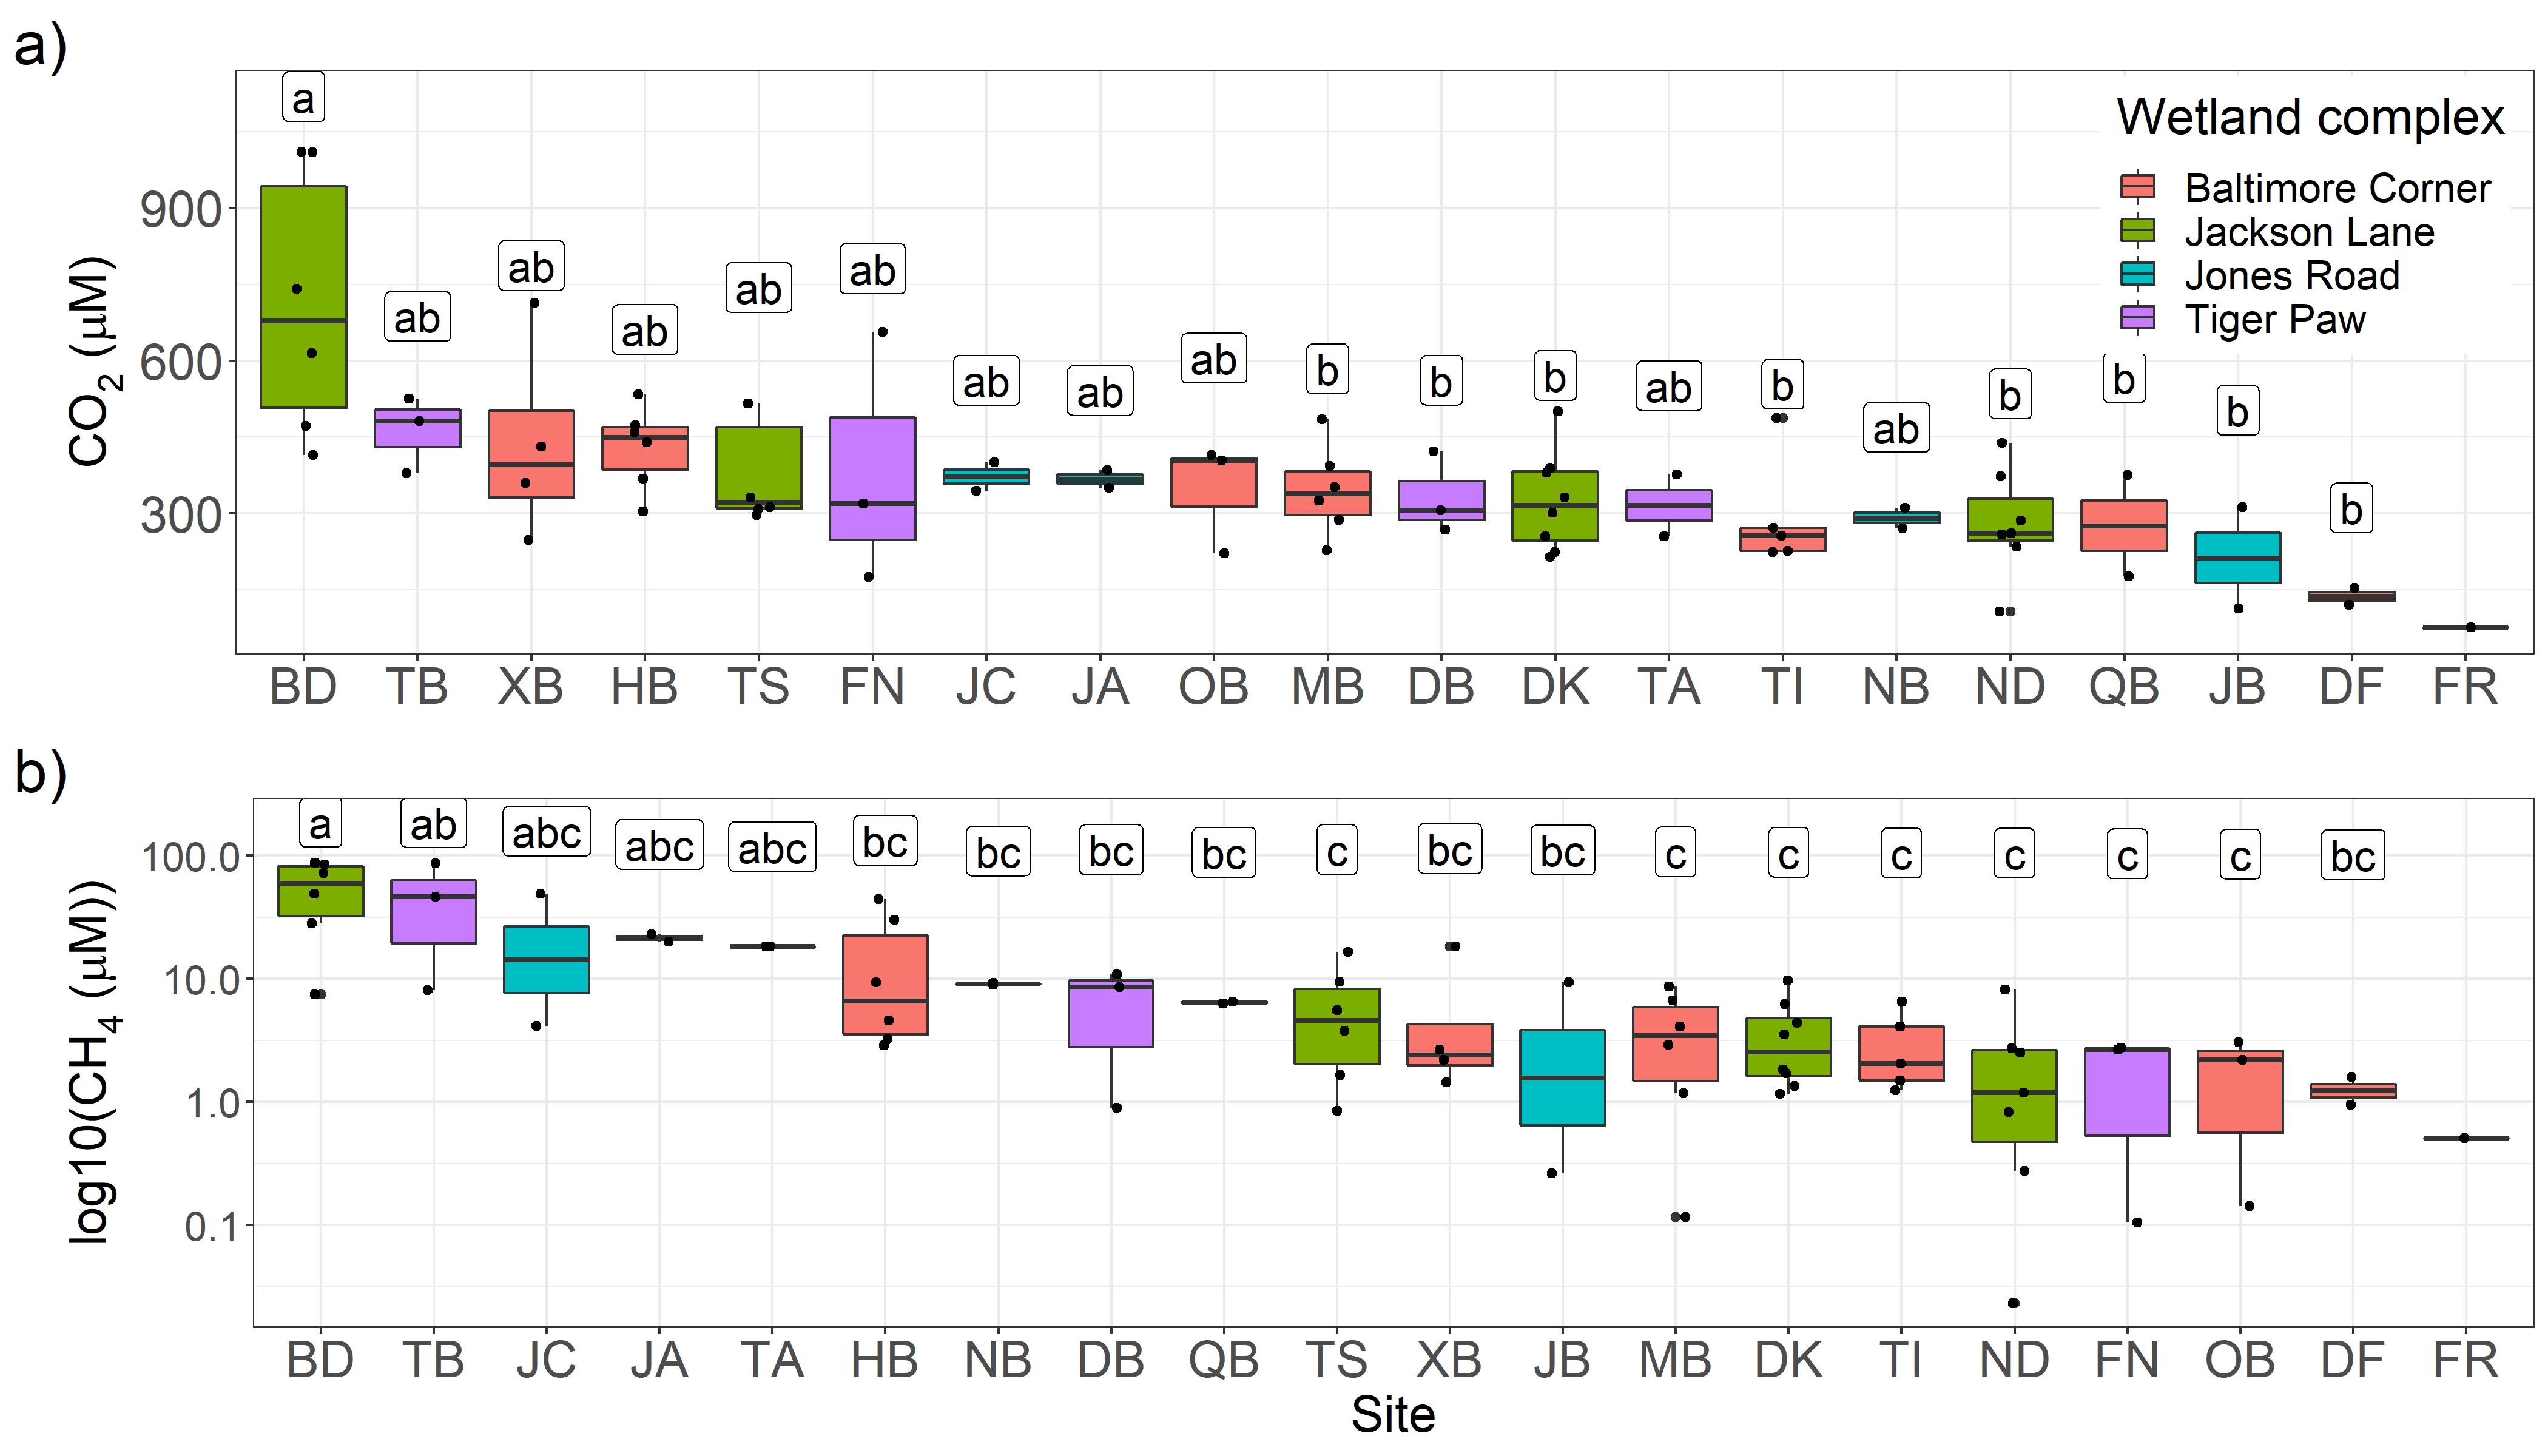 a)
a
ab
ab
ab
ab
ab
ab
ab
ab
b
b
b
ab
b
ab
b
b
b
b
Wetland complex
Baltimore Corner
Jackson Lane
Jones Road
Tiger Paw
CO2 (µM)
900
600
300
BD TB XB HB TS FN JC JA OB MB DB DK TA TI NB ND QB JB DF FR
b)
a ab abc abc abc bc bc bc bc c bc bc c c c c c c bc
log10(CH4 (µM))
100.0
10.0
1.0
0.1
BD TB JC JA TA HB NB DB QB TS XB JB MB DK TI ND FN OB DF FR
Site